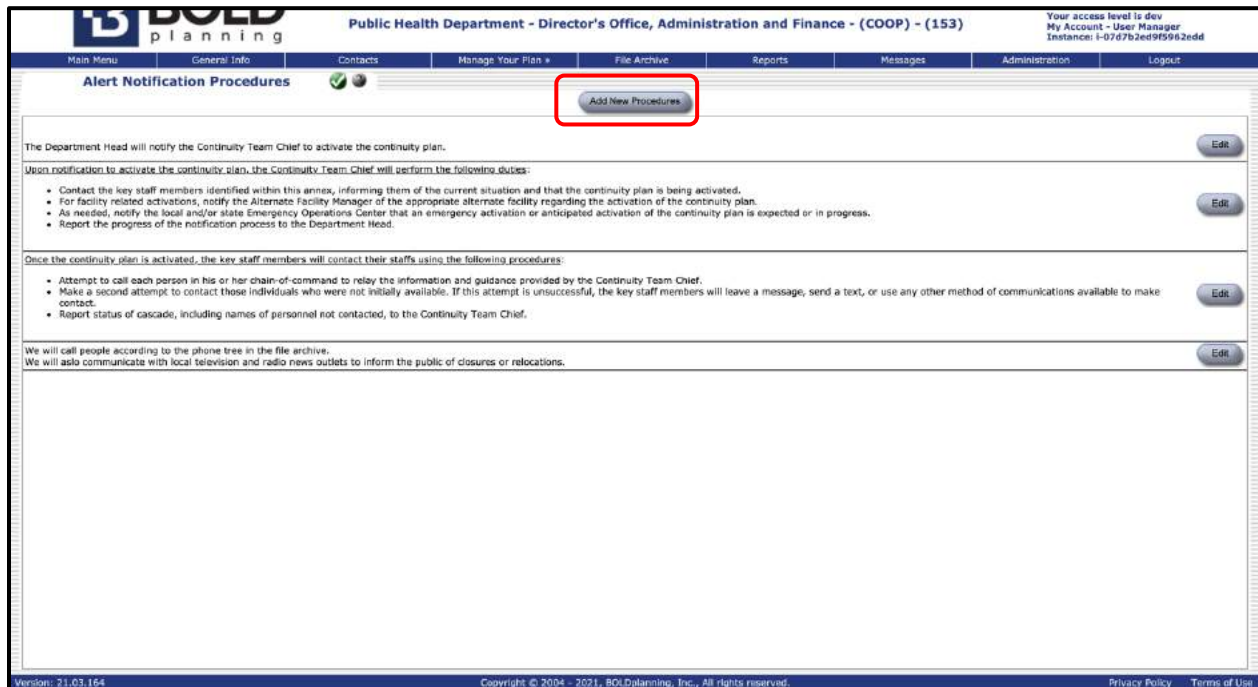 BOLD
planning
Public Health Department - Director's Office, Administration and Finance - (COOP) - (153)
Your access level is dev
My Account - User Manager
Instance: i-07d7b2ed9f5962edd
Main Menu General Info Contacts Manage Your Plan » File Archive Reports Messages Administration Logout
Alert Notification Procedures
Add New Procedures
The Department Head will notify the Continuity Team Chief to activate the continuity plan.
Edit
Upon notification to activate the continuity plan, the Continuity Team Chief will perform the following duties:
• Contact the key staff members identified within this annex, informing them of the current situation and that the continuity plan is being activated.
• For facility related activations, notify the Alternate Facility Manager of the appropriate alternate facility regarding the activation of the continuity plan.
• As needed, notify the local and/or state Emergency Operations Center that an emergency activation or anticipated activation of the continuity plan is expected or in progress.
• Report the progress of the notification process to the Department Head.
Edit
Once the continuity plan is activated, the key staff members will contact their staffs using the following procedures:
• Attempt to call each person in his or her chain-of-command to relay the information and guidance provided by the Continuity Team Chief.
• Make a second attempt to contact those individuals who were not initially available. If this attempt is unsuccessful, the key staff members will leave a message, send a text, or use any other method of communications available to make
contact.
• Report status of cascade, including names of personnel not contacted, to the Continuity Team Chief.
Edit
We will call people according to the phone tree in the file archive.
We will aslo communicate with local television and radio news outlets to inform the public of closures or relocations.
Edit
Version: 21.03.164
Copyright © 2004 - 2021, BOLDplanning, Inc., All rights reserved.
Privacy Policy Terms of Use